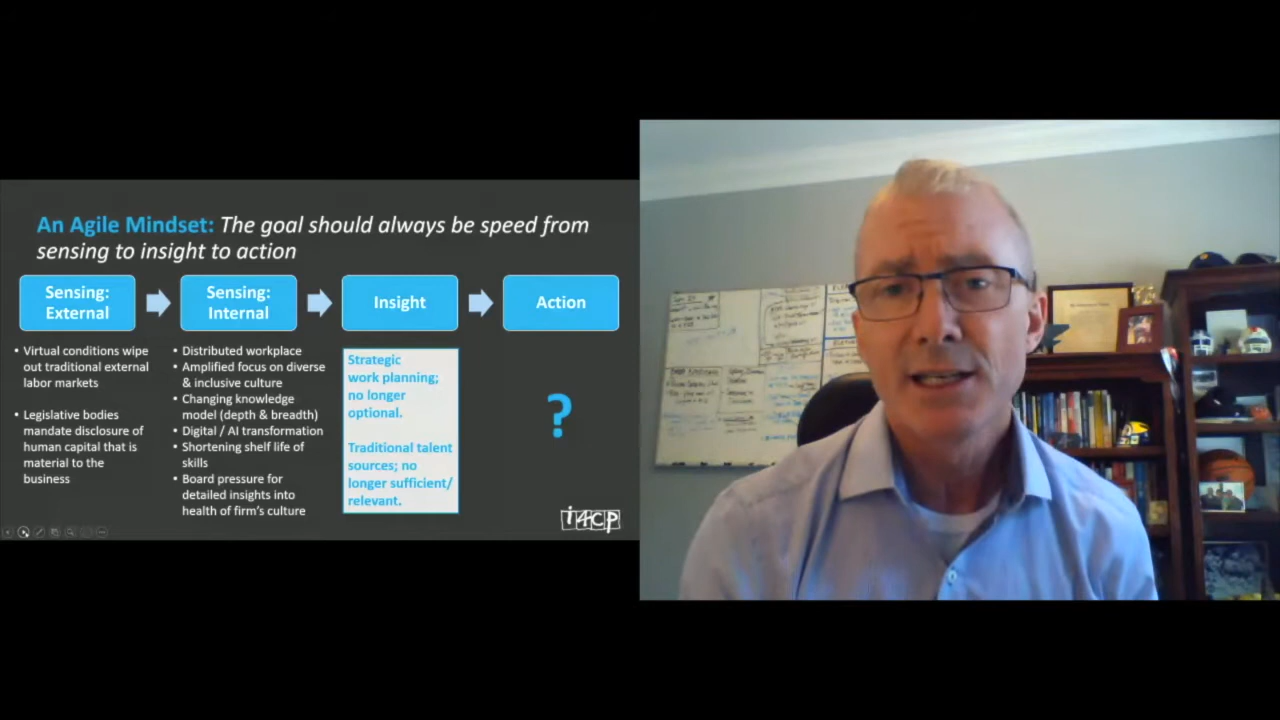 An Agile Mindset: The goal should always be speed from
sensing to insight to action
Sensing:
External
Sensing:
Internal
Insight
Action
• Virtual conditions wipe
out traditional external
labor markets
• Legislative bodies
mandate disclosure of
human capital that is
material to the
business
• Distributed workplace
• Amplified focus on diverse
& inclusive culture
• Changing knowledge
model (depth & breadth)
• Digital / AI transformation
• Shortening shelf life of
skills
• Board pressure for
detailed insights into
health of firm's culture
Strategic
work planning;
no longer
optional.
Traditional talent
sources; no
longer sufficient/
relevant.
?
i4cp